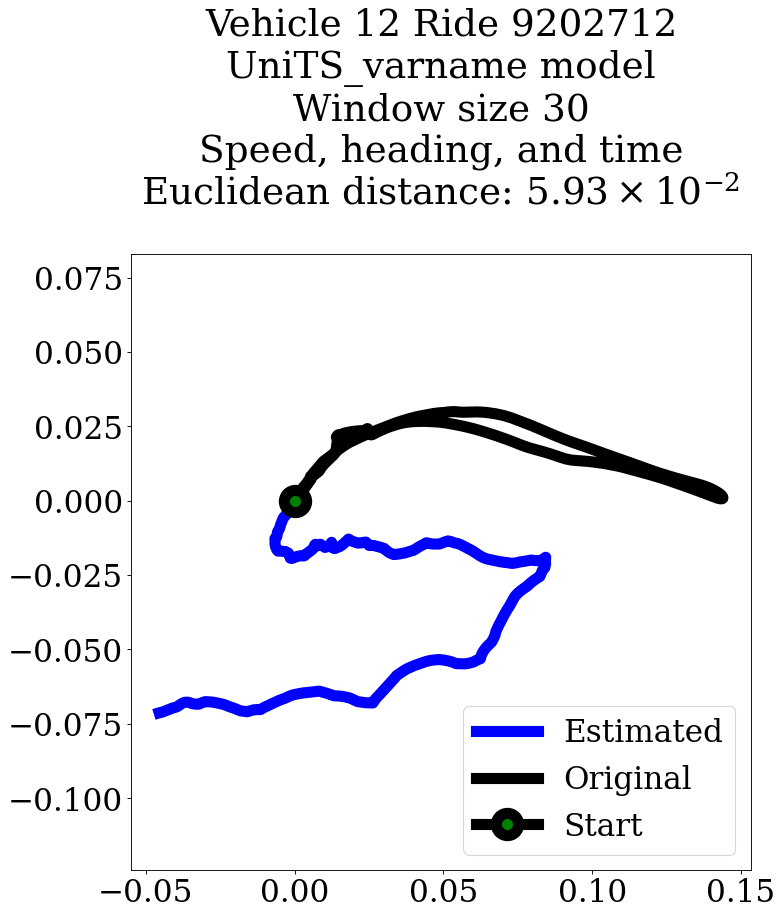 Vehicle 12 Ride 9202712
UniTS_varname model
Window size 30
Speed, heading, and time
Euclidean distance: 5.93 × 10⁻²
0.075
0.050
0.025
0.000
−0.025
−0.050
−0.075
−0.100
−0.05 0.00 0.05 0.10 0.15
Estimated
Original
Start